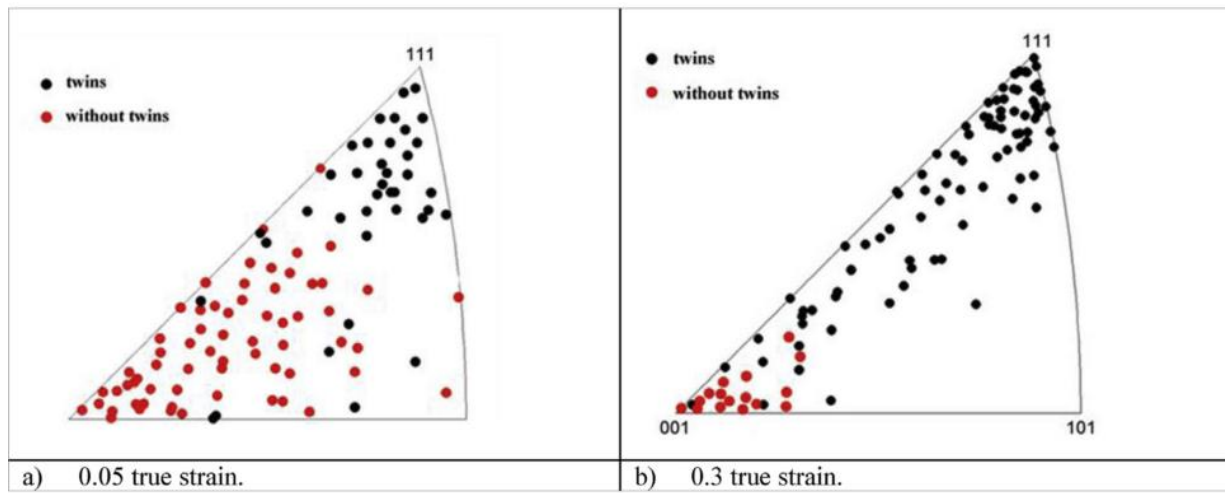 111
twins
without twins
111
twins
without twins
001
101
a) 0.05 true strain.
b) 0.3 true strain.